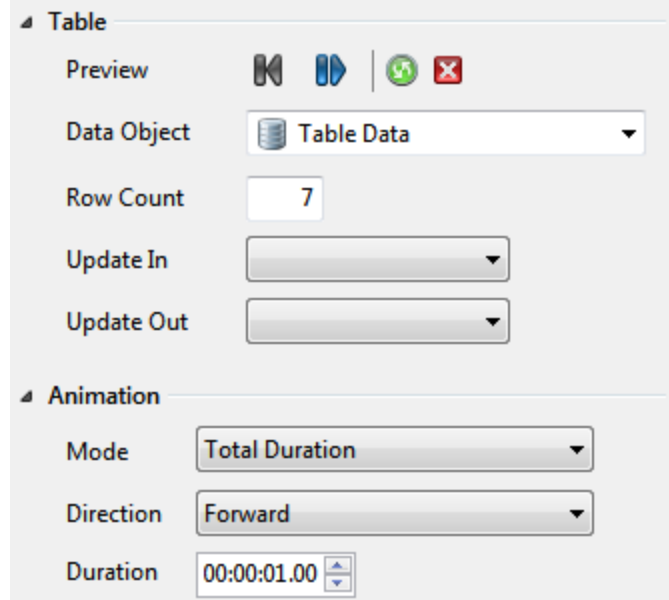 Table
Preview
Data Object Table Data
Row Count 7
Update In
Update Out
Animation
Mode Total Duration
Direction Forward
Duration 00:00:01.00